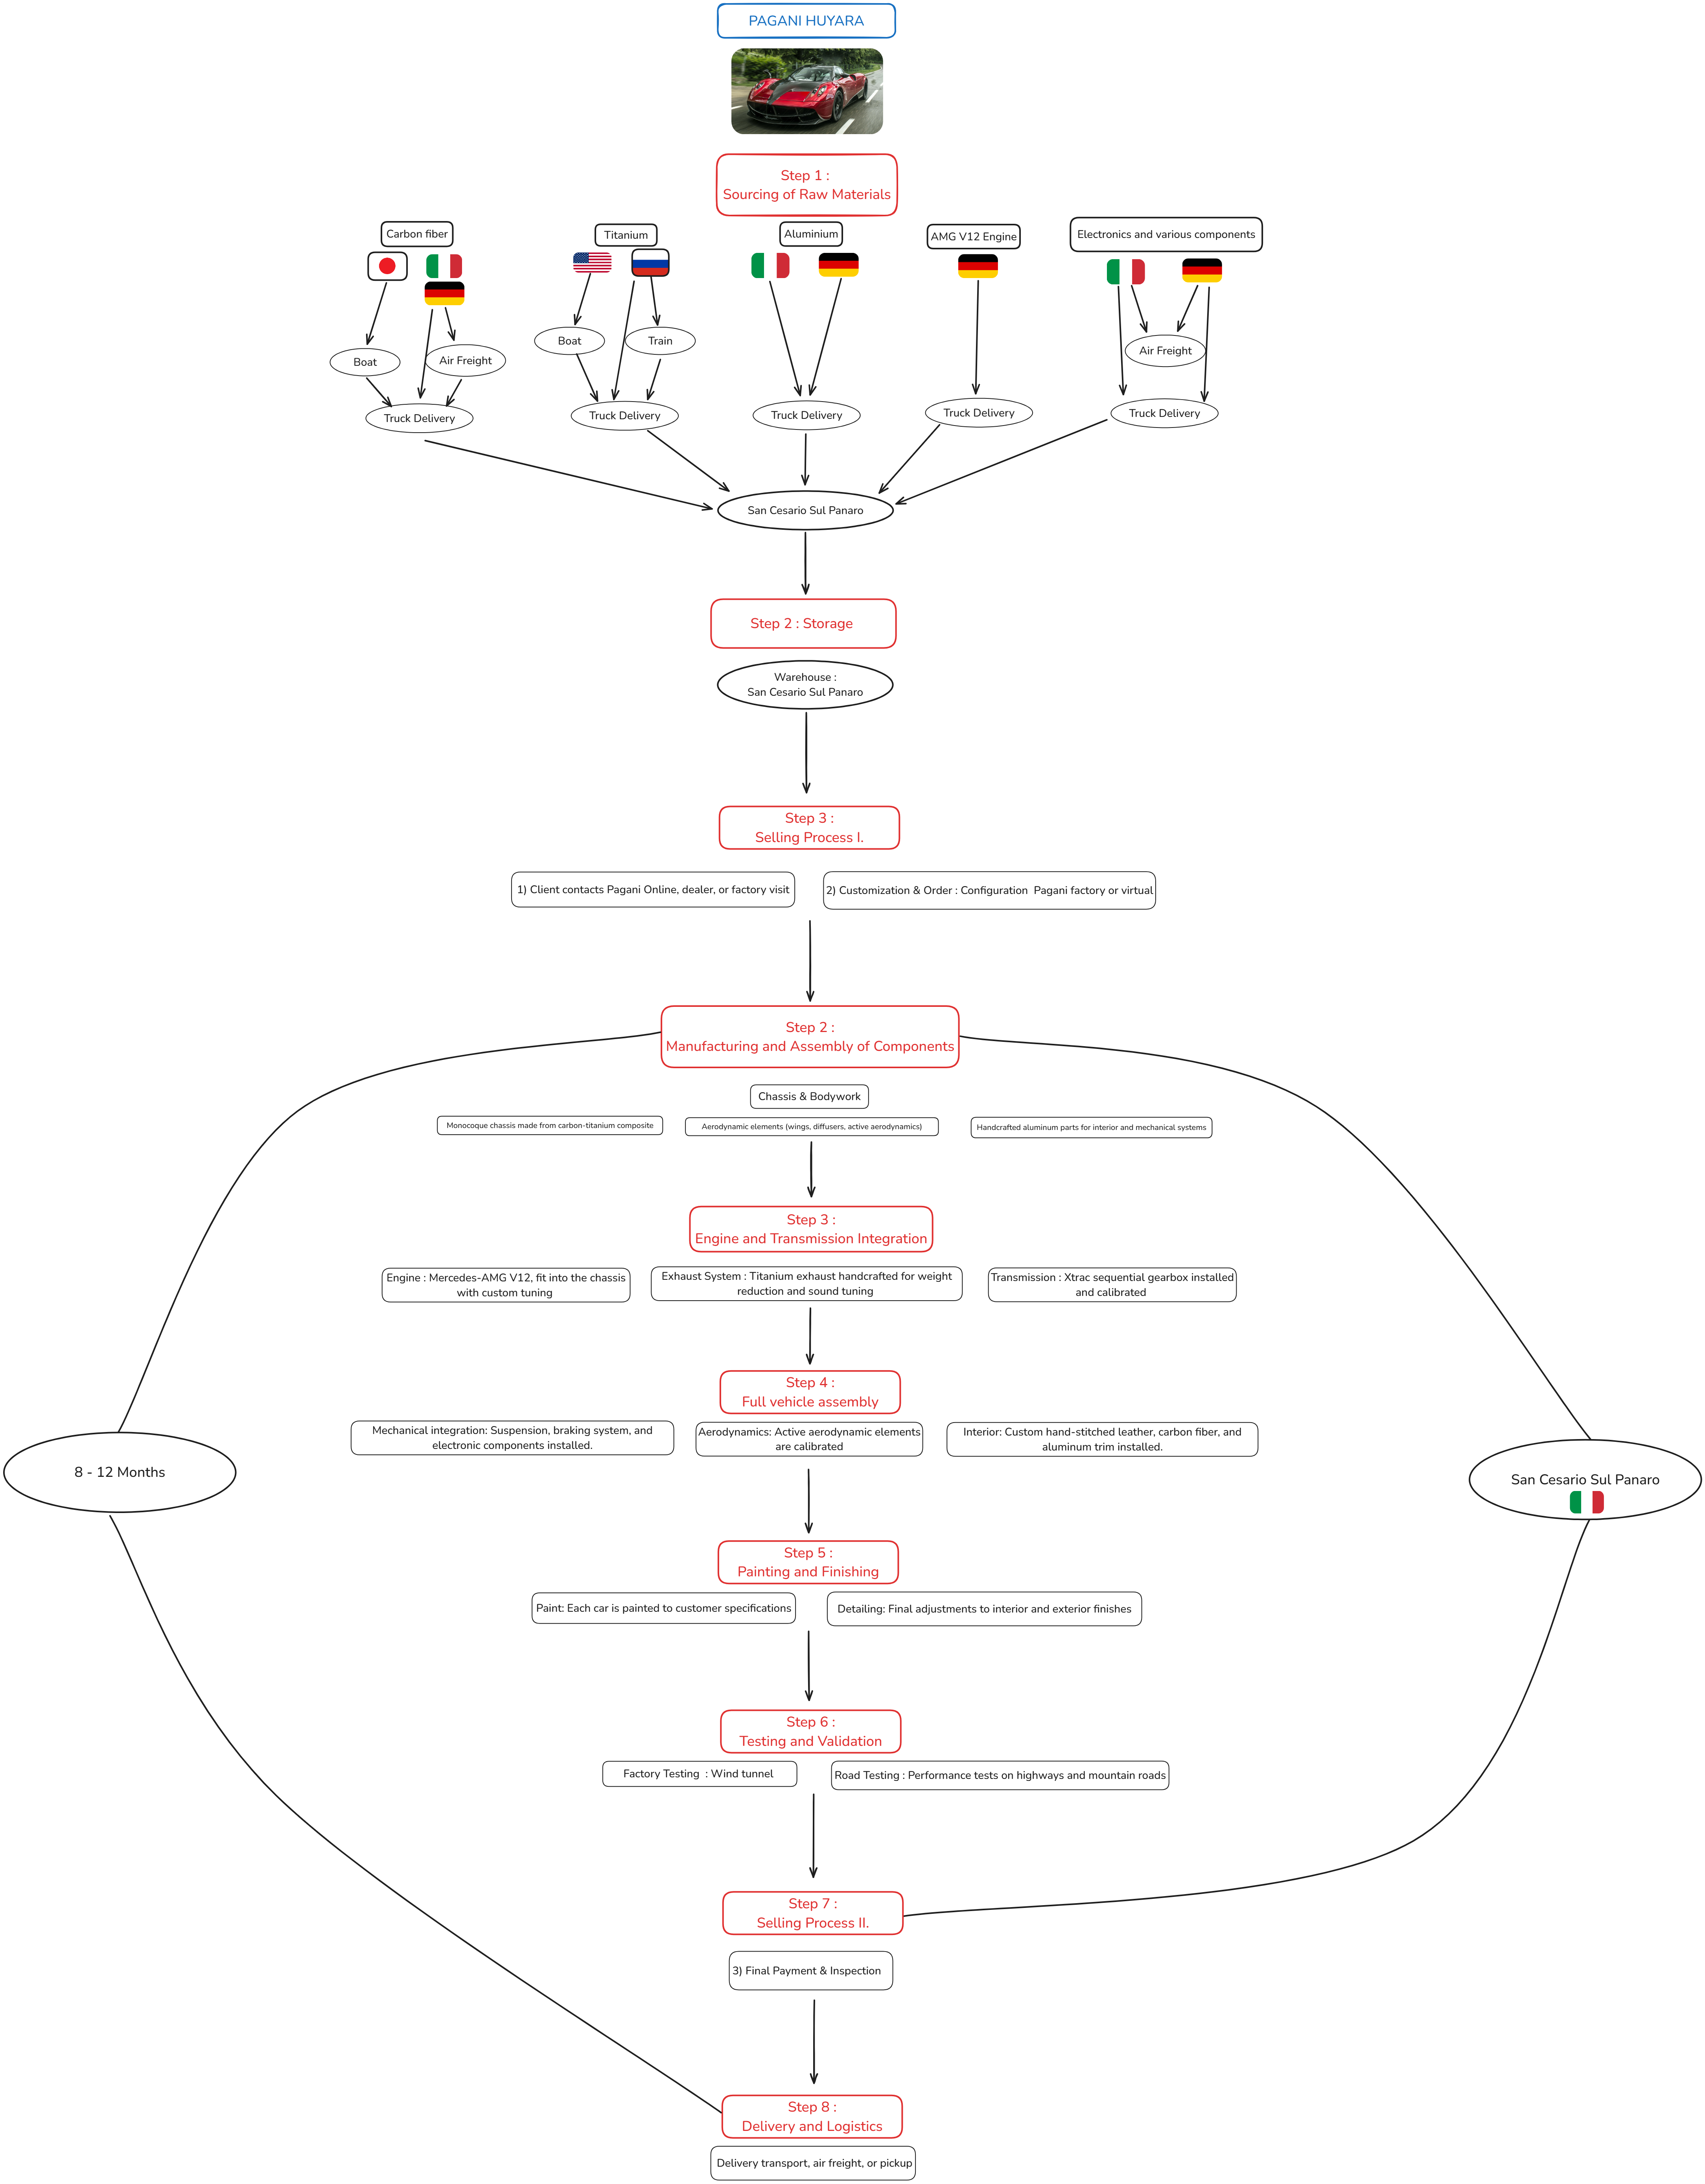 PAGANI HUYARA
Step 1 :
Sourcing of Raw Materials
Carbon fiber
Titanium
Aluminium
AMG V12 Engine
Electronics and various components
Boat
Air Freight
Boat
Train
Air Freight
Truck Delivery
Truck Delivery
Truck Delivery
Truck Delivery
Truck Delivery
San Cesario Sul Panaro
Step 2 : Storage
Warehouse :
San Cesario Sul Panaro
Step 3 :
Selling Process I.
1) Client contacts Pagani Online, dealer, or factory visit
2) Customization & Order : Configuration  Pagani factory or virtual
Step 2 :
Manufacturing and Assembly of Components
Chassis & Bodywork
Monocoque chassis made from carbon-titanium composite
Aerodynamic elements (wings, diffusers, active aerodynamics)
Handcrafted aluminum parts for interior and mechanical systems
Step 3 :
Engine and Transmission Integration
Engine : Mercedes-AMG V12, fit into the chassis
with custom tuning
Exhaust System : Titanium exhaust handcrafted for weight
reduction and sound tuning
Transmission : Xtrac sequential gearbox installed
and calibrated
Step 4 :
Full vehicle assembly
Mechanical integration: Suspension, braking system, and
electronic components installed.
Aerodynamics: Active aerodynamic elements
are calibrated
Interior: Custom hand-stitched leather, carbon fiber, and
aluminum trim installed.
8 - 12 Months
San Cesario Sul Panaro
Step 5 :
Painting and Finishing
Paint: Each car is painted to customer specifications
Detailing: Final adjustments to interior and exterior finishes
Step 6 :
Testing and Validation
Factory Testing  : Wind tunnel
Road Testing : Performance tests on highways and mountain roads
Step 7 :
Selling Process II.
3) Final Payment & Inspection
Step 8 :
Delivery and Logistics
Delivery transport, air freight, or pickup